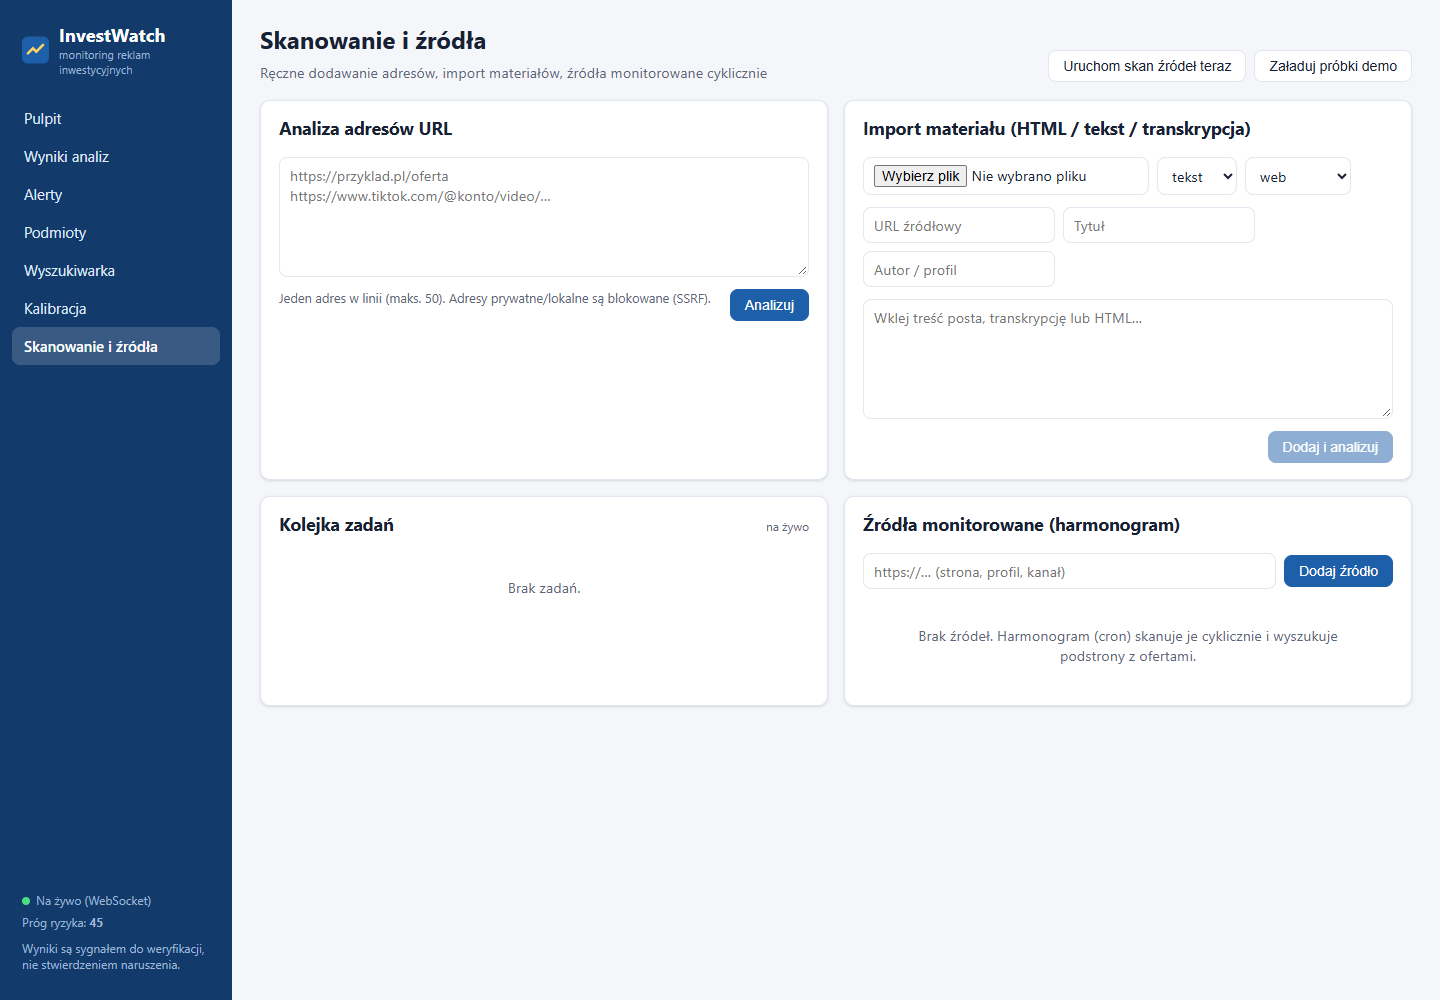 InvestWatch
monitoring reklam
inwestycyjnych
Pulpit
Wyniki analiz
Alerty
Podmioty
Wyszukiwarka
Kalibracja
Skanowanie i źródła
Na żywo (WebSocket)
Próg ryzyka: 45
Wyniki są sygnałem do weryfikacji,
nie stwierdzeniem naruszenia.
Skanowanie i źródła
Ręczne dodawanie adresów, import materiałów, źródła monitorowane cyklicznie
Uruchom skan źródeł teraz
Załaduj próbki demo
Analiza adresów URL
https://przyklad.pl/oferta
https://www.tiktok.com/@konto/video/...
Jeden adres w linii (maks. 50). Adresy prywatne/lokalne są blokowane (SSRF).
Analizuj
Import materiału (HTML / tekst / transkrypcja)
Wybierz plik Nie wybrano pliku
tekst
web
URL źródłowy
Tytuł
Autor / profil
Wklej treść posta, transkrypcję lub HTML...
Dodaj i analizuj
Kolejka zadań
na żywo
Brak zadań.
Źródła monitorowane (harmonogram)
https://... (strona, profil, kanał)
Dodaj źródło
Brak źródeł. Harmonogram (cron) skanuje je cyklicznie i wyszukuje
podstrony z ofertami.